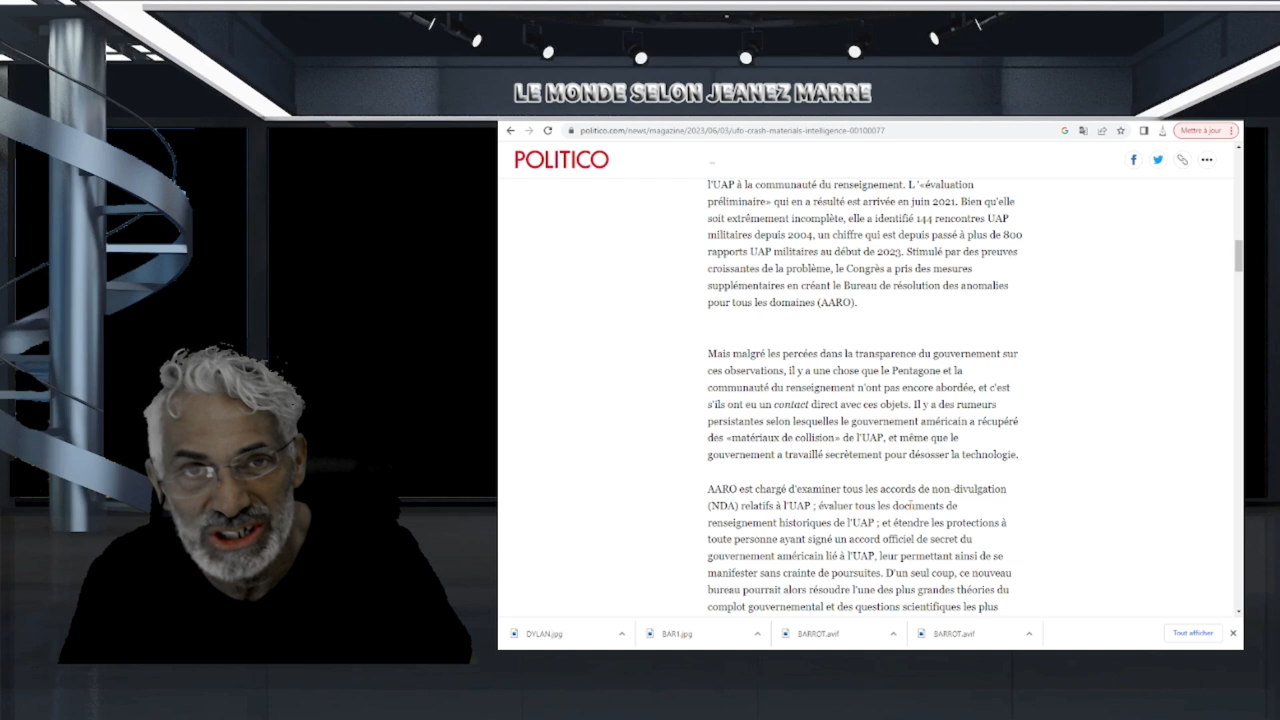 LE MONDE SELON JEANEZ MARRE
politico.com/news/magazine/2023/06/03/ufo-crash-materials-intelligence-00100077
Mettre à jour
POLITICO
l'UAP à la communauté du renseignement. L '«évaluation
préliminaire» qui en a résulté est arrivée en juin 2021. Bien qu'elle
soit extrêmement incomplète, elle a identifié 144 rencontres UAP
militaires depuis 2004, un chiffre qui est depuis passé à plus de 800
rapports UAP militaires au début de 2023. Stimulé par des preuves
croissantes de la problème, le Congrès a pris des mesures
supplémentaires en créant le Bureau de résolution des anomalies
pour tous les domaines (AARO).
Mais malgré les percées dans la transparence du gouvernement sur
ces observations, il y a une chose que le Pentagone et la
communauté du renseignement n'ont pas encore abordée, et c'est
s'ils ont eu un contact direct avec ces objets. Il y a des rumeurs
persistantes selon lesquelles le gouvernement américain a récupéré
des «matériaux de collision» de l'UAP, et même que le
gouvernement a travaillé secrètement pour désosser la technologie.
AARO est chargé d'examiner tous les accords de non-divulgation
(NDA) relatifs à l'UAP ; évaluer tous les documents de
renseignement historiques de l'UAP ; et étendre les protections à
toute personne ayant signé un accord officiel de secret du
gouvernement américain lié à l'UAP, leur permettant ainsi de se
manifester sans crainte de poursuites. D'un seul coup, ce nouveau
bureau pourrait alors résoudre l'une des plus grandes théories du
complot gouvernemental et des questions scientifiques les plus
DYLAN.jpg BAR1.jpg BARROT.avif BARROT.avif Tout afficher